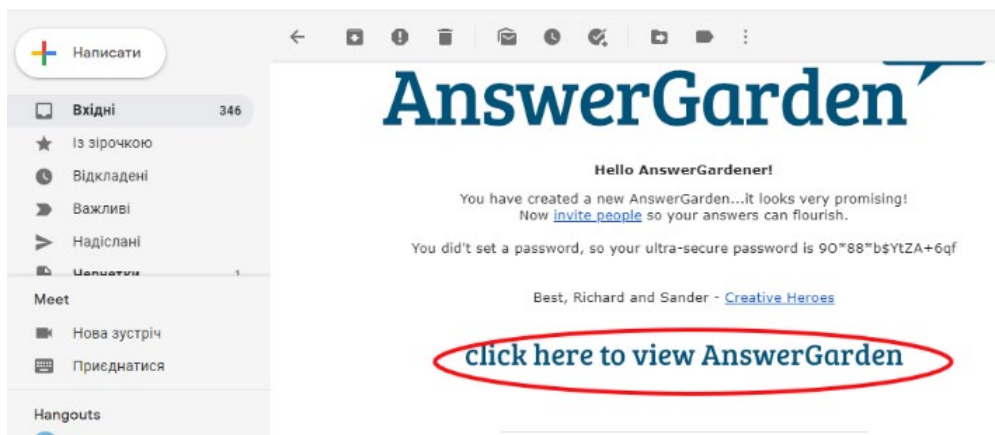 Написати
Вхідні 346
Із зірочкою
Відкладені
Важливі
Надіслані
Чернетки 1
Meet
Нова зустріч
Приєднатися
Hangouts
AnswerGarden
Hello AnswerGardener!
You have created a new AnswerGarden...it looks very promising!
Now invite people so your answers can flourish.
You did't set a password, so your ultra-secure password is 9O*88*b$YtZA+6qf
Best, Richard and Sander - Creative Heroes
click here to view AnswerGarden